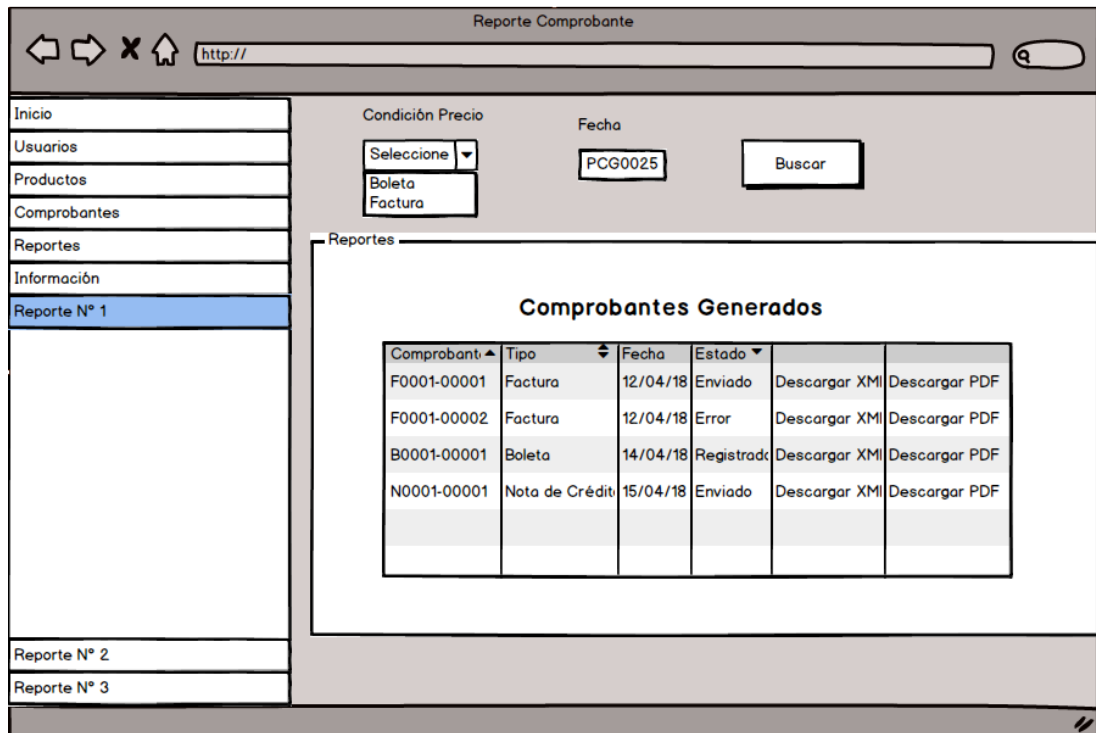 Reporte Comprobante
http://
Inicio
Usuarios
Productos
Comprobantes
Reportes
Información
Reporte N° 1
Reporte N° 2
Reporte N° 3
Condición Precio
Seleccione
Boleta
Factura
Fecha
PCG0025
Buscar
Reportes
Comprobantes Generados
Comprobant Tipo Fecha Estado
F0001-00001 Factura 12/04/18 Enviado Descargar XMl Descargar PDF
F0001-00002 Factura 12/04/18 Error Descargar XMl Descargar PDF
B0001-00001 Boleta 14/04/18 Registrad Descargar XMl Descargar PDF
N0001-00001 Nota de Crédit 15/04/18 Enviado Descargar XMl Descargar PDF